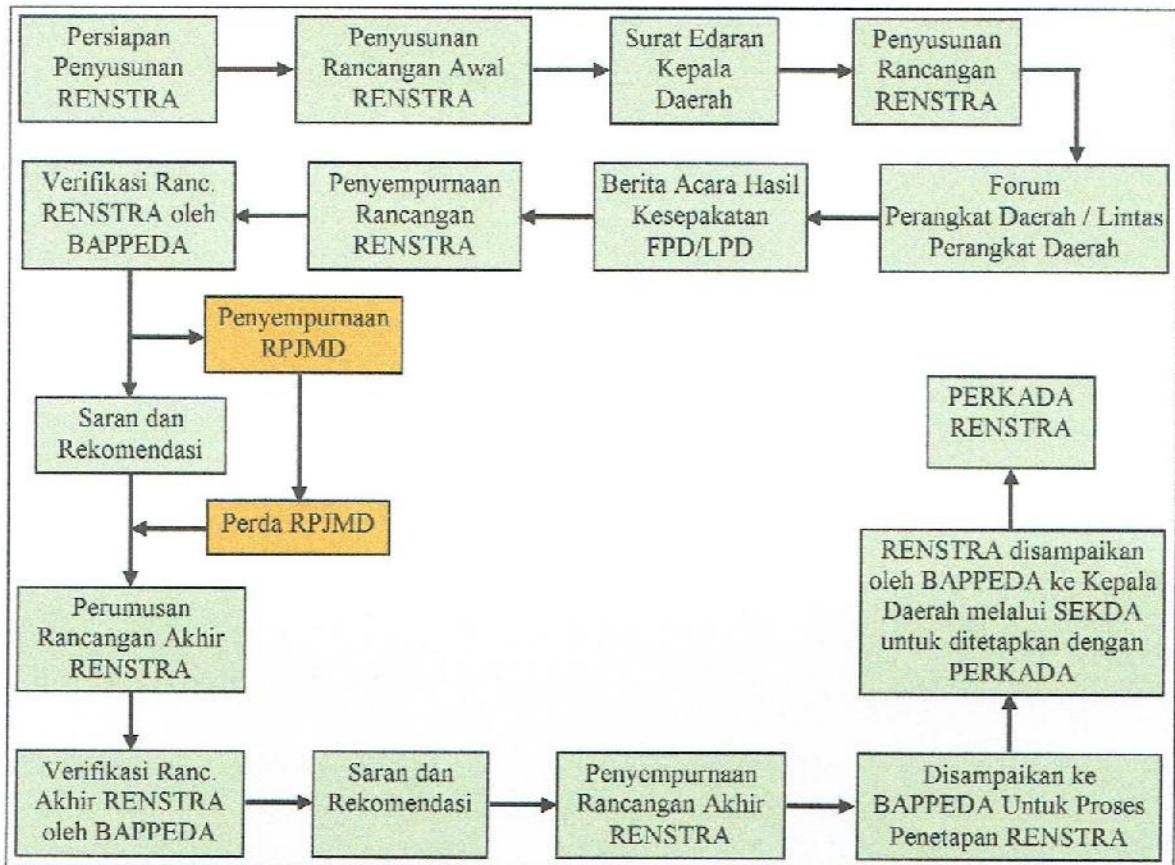 Persiapan
Penyusunan
RENSTRA
Penyusunan
Rancangan Awal
RENSTRA
Surat Edaran
Kepala
Daerah
Penyusunan
Rancangan
RENSTRA
Forum
Perangkat Daerah / Lintas
Perangkat Daerah
Berita Acara Hasil
Kesepakatan
FPD/LPD
Penyempurnaan
Rancangan
RENSTRA
Verifikasi Ranc.
RENSTRA oleh
BAPPEDA
Penyempurnaan
RPJMD
Saran dan
Rekomendasi
Perda RPJMD
Perumusan
Rancangan Akhir
RENSTRA
Verifikasi Ranc.
Akhir RENSTRA
oleh BAPPEDA
Saran dan
Rekomendasi
Penyempurnaan
Rancangan Akhir
RENSTRA
Disampaikan ke
BAPPEDA Untuk Proses
Penetapan RENSTRA
RENSTRA disampaikan
oleh BAPPEDA ke Kepala
Daerah melalui SEKDA
untuk ditetapkan dengan
PERKADA
PERKADA
RENSTRA